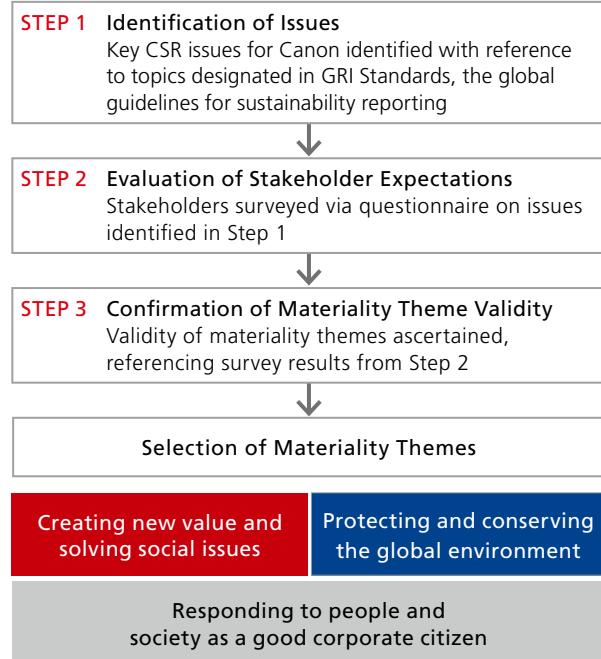 STEP 1 Identification of Issues
Key CSR issues for Canon identified with reference
to topics designated in GRI Standards, the global
guidelines for sustainability reporting
STEP 2 Evaluation of Stakeholder Expectations
Stakeholders surveyed via questionnaire on issues
identified in Step 1
STEP 3 Confirmation of Materiality Theme Validity
Validity of materiality themes ascertained,
referencing survey results from Step 2
Selection of Materiality Themes
Creating new value and
solving social issues
Protecting and conserving
the global environment
Responding to people and
society as a good corporate citizen